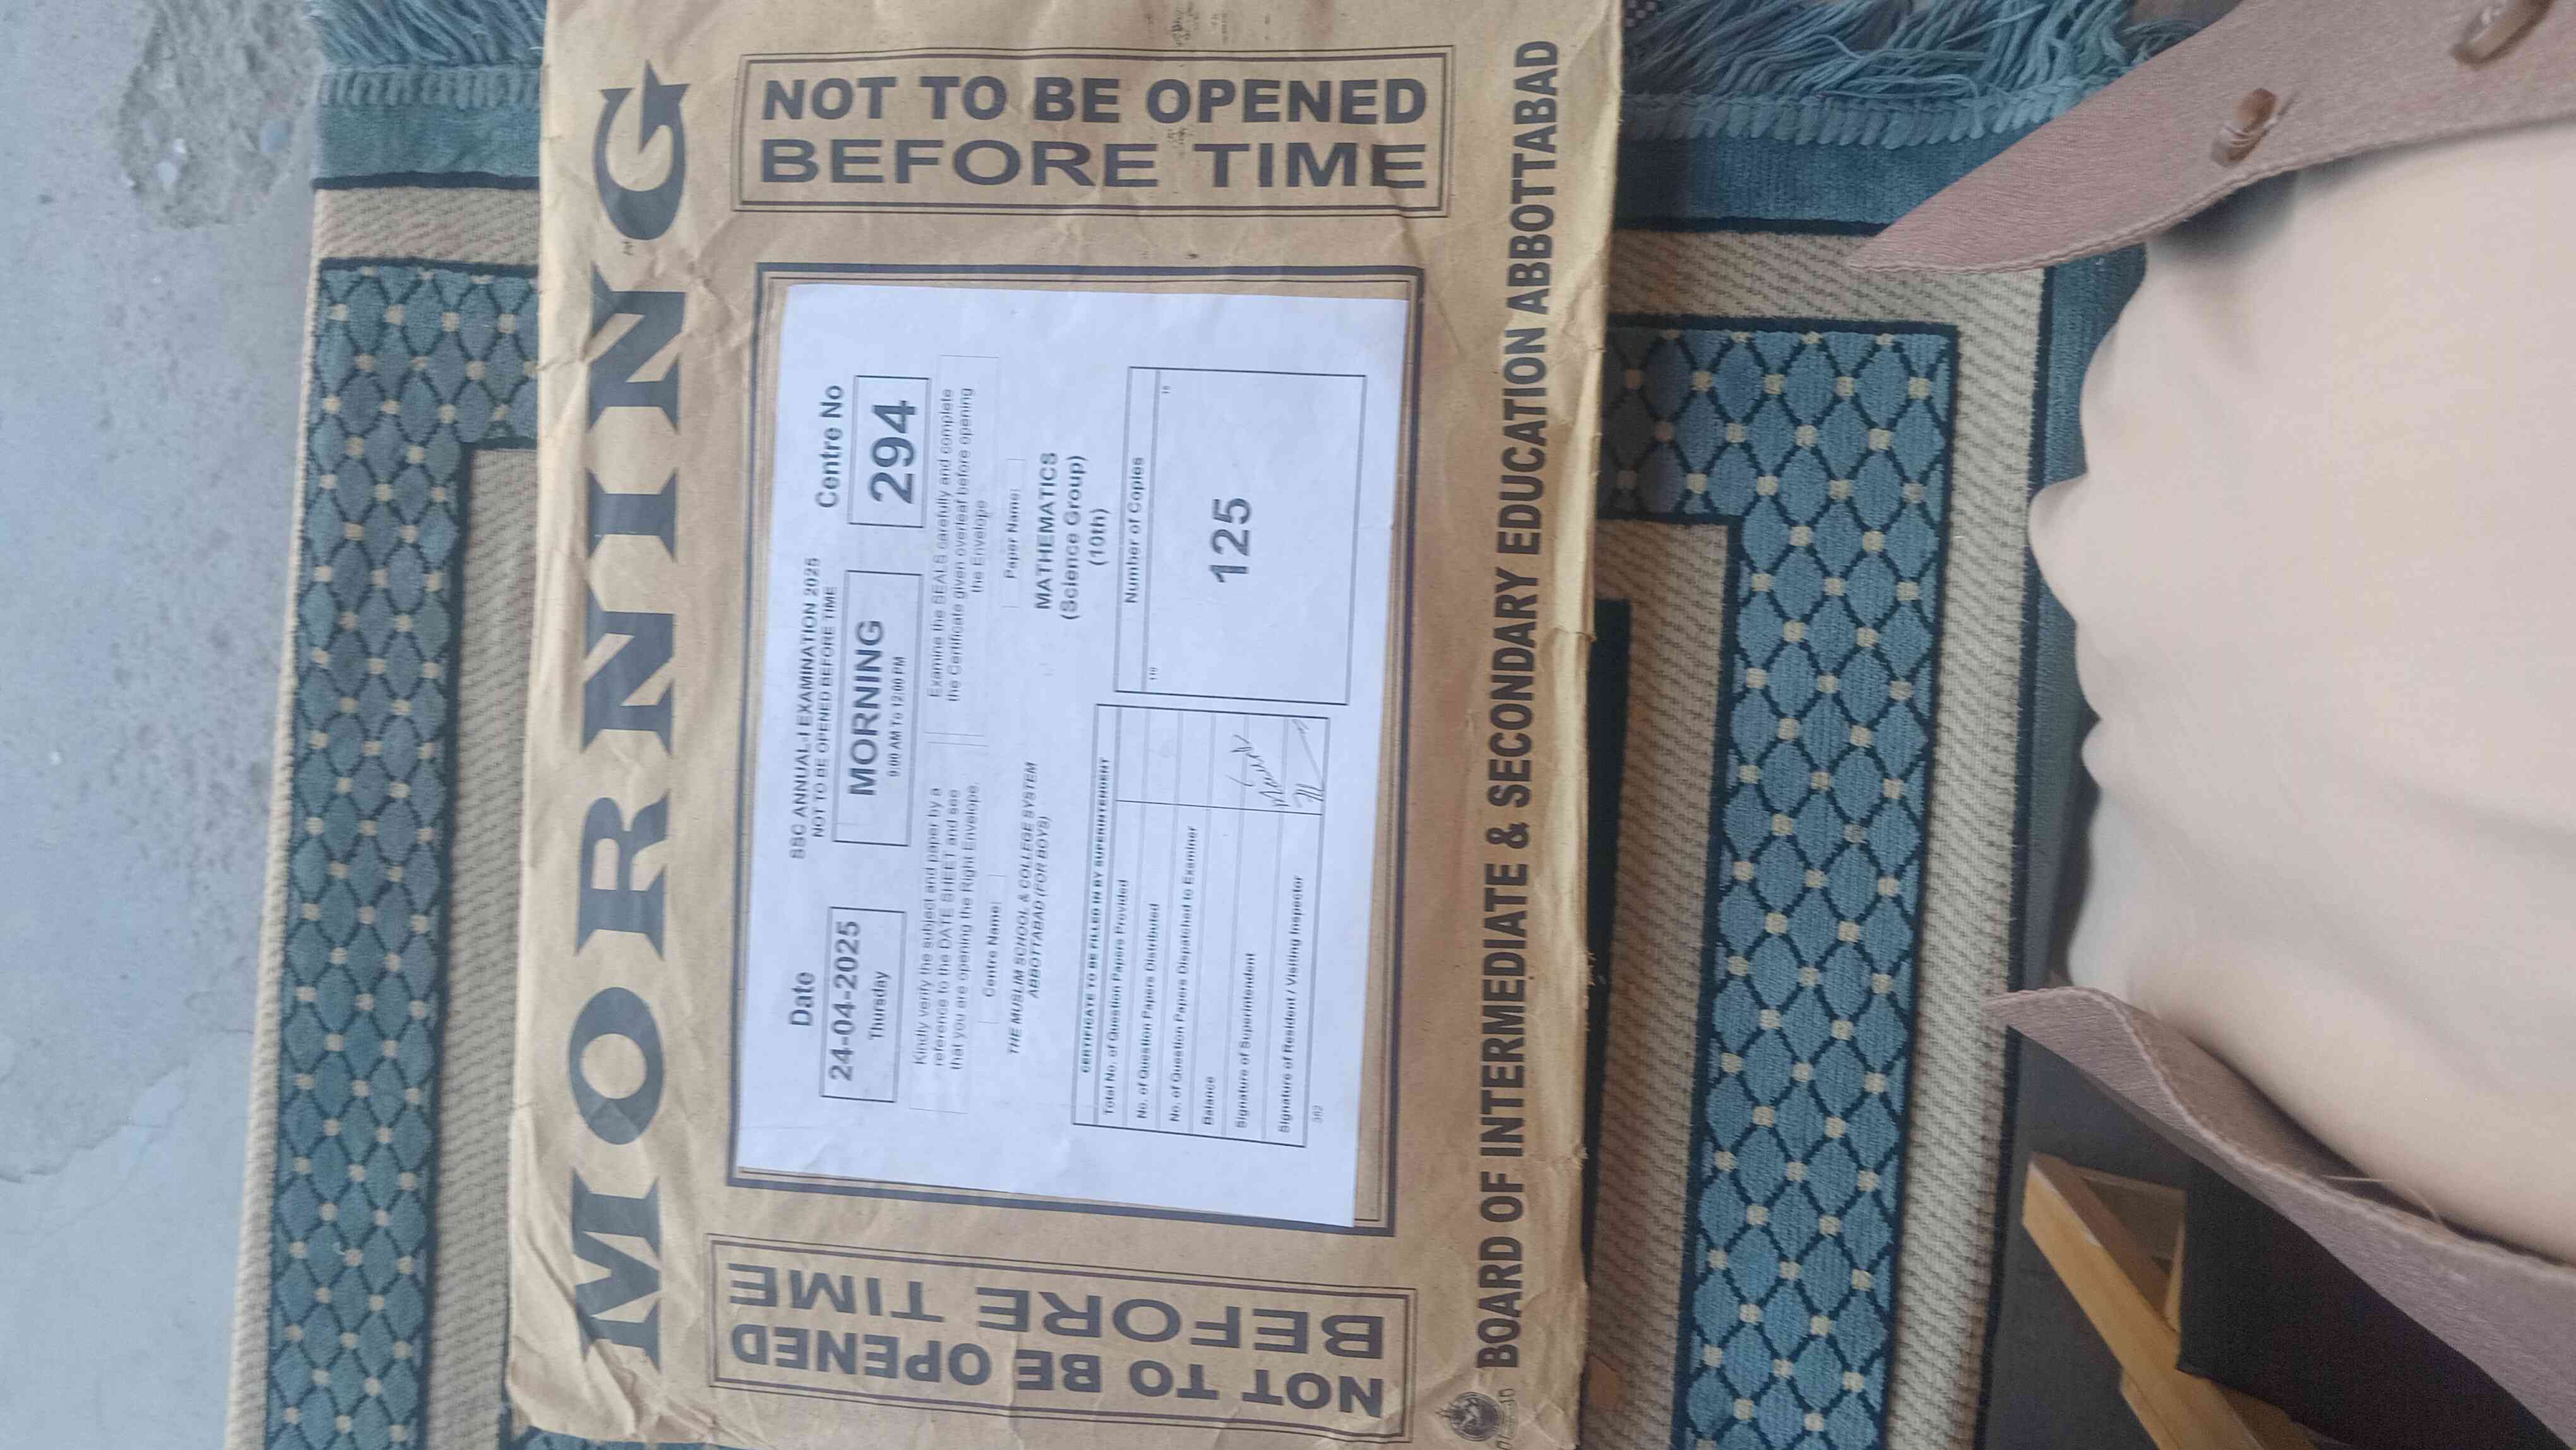 MORNING
NOT TO BE OPENED
BEFORE TIME
SSC ANNUAL-I EXAMINATION 2025
NOT TO BE OPENED BEFORE TIME
Date
24-04-2025
Thursday
MORNING
9:00 AM To 12:00 PM
Centre No
294
Kindly verify the subject and paper by a
reference to the DATE SHEET and see
that you are opening the Right Envelope.
Examine the SEALS carefully and complete
the Certificate given overleaf before opening
the Envelope
Centre Name:
THE MUSLIM SCHOOL & COLLEGE SYSTEM
ABBOTTABAD (FOR BOYS)
Paper Name:
MATHEMATICS
(Science Group)
(10th)
CERTIFICATE TO BE FILLED IN BY SUPERINTENDENT
Total No. of Question Papers Provided
No. of Question Papers Distributed
No. of Question Papers Dispatched to Examiner
Balance
Signature of Superintendent
Signature of Resident / Visiting Inspector
Number of Copies
125
NOT TO BE OPENED
BEFORE TIME
BOARD OF INTERMEDIATE & SECONDARY EDUCATION ABBOTTABAD